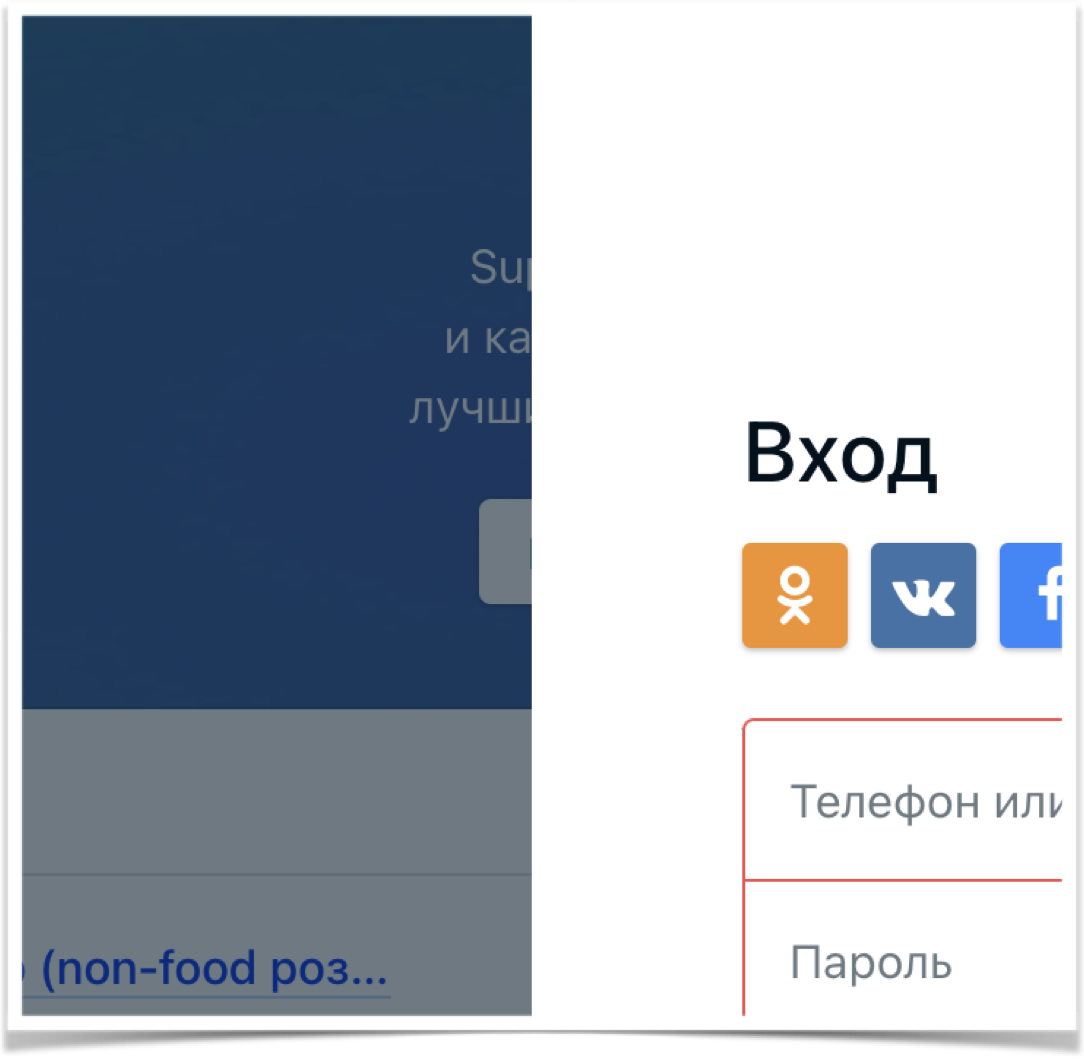 Sup
и ка
лучши
Вход
Телефон или
Пароль
(non-food роз...